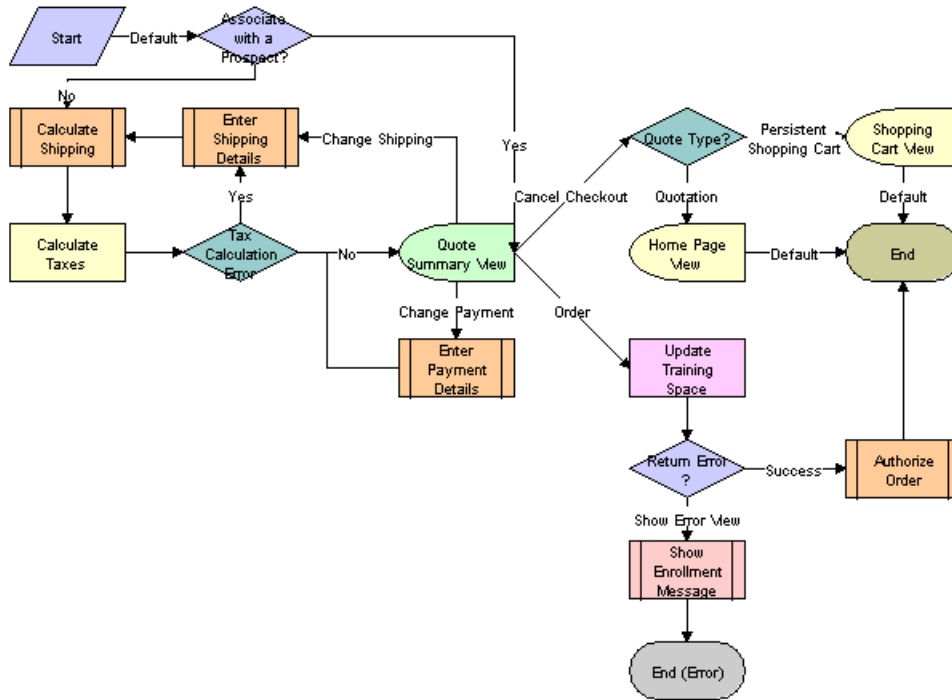 Start
Default
Associate
with a
Prospect?
No
Yes
Calculate
Shipping
Enter
Shipping
Details
Change Shipping
Yes
Calculate
Taxes
Tax
Calculation
Error
No
Quote
Summary View
Cancel Checkout
Quote Type?
Persistent
Shopping Cart
Shopping
Cart View
Quotation
Default
Home Page
View
Default
End
Change Payment
Enter
Payment
Details
Order
Update
Training
Space
Return Error
?
Success
Authorize
Order
Show Error View
Show
Enrollment
Message
End (Error)